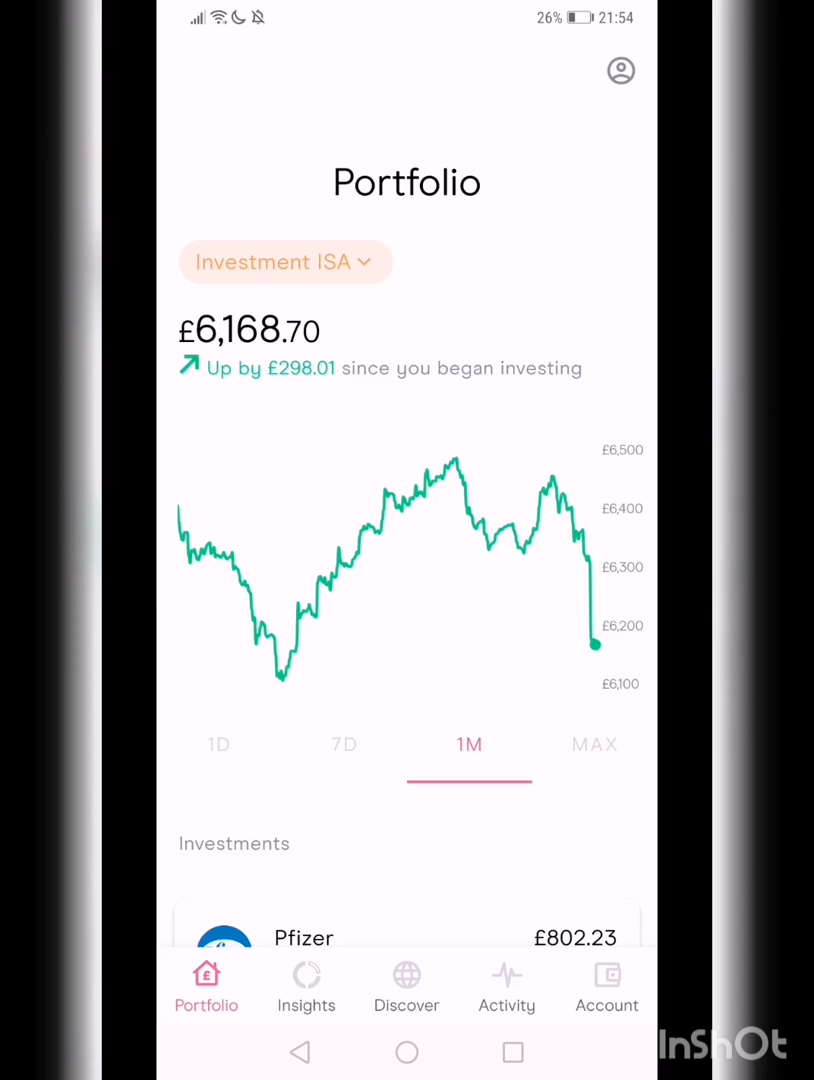 26% 21:54
Portfolio
Investment ISA
£6,168.70
Up by £298.01 since you began investing
£6,500
£6,400
£6,300
£6,200
£6,100
1D 7D 1M MAX
Investments
Pfizer £802.23
£
Portfolio Insights Discover Activity Account
InShOt